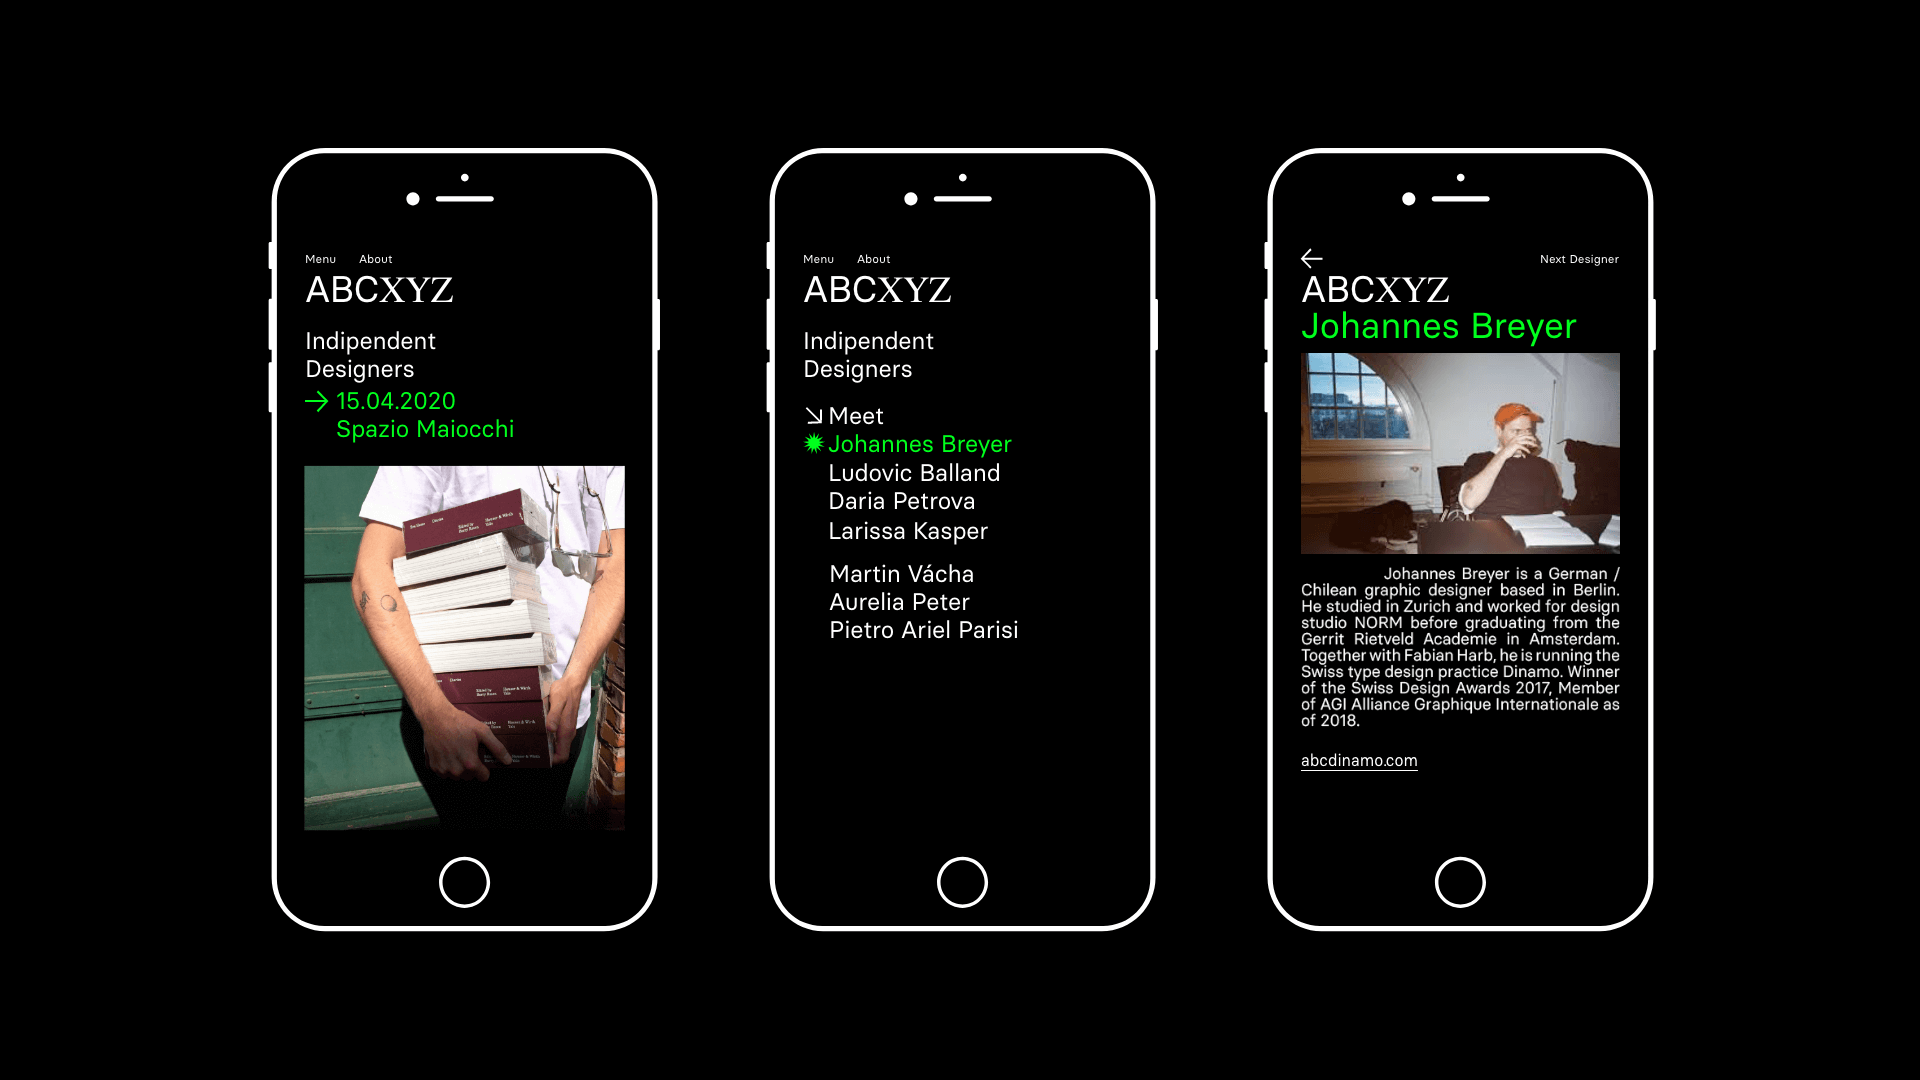 Menu About
ABCXYZ
Indipendent
Designers
→ 15.04.2020
Spazio Maiocchi
Edited by
Menu About
ABCXYZ
Indipendent
Designers
↘ Meet
✹ Johannes Breyer
Ludovic Balland
Daria Petrova
Larissa Kasper
Martin Vácha
Aurelia Peter
Pietro Ariel Parisi
← Next Designer
ABCXYZ
Johannes Breyer
Johannes Breyer is a German /
Chilean graphic designer based in Berlin.
He studied in Zurich and worked for design
studio NORM before graduating from the
Gerrit Rietveld Academie in Amsterdam.
Together with Fabian Harb, he is running the
Swiss type design practice Dinamo. Winner
of the Swiss Design Awards 2017, Member
of AGI Alliance Graphique Internationale as
of 2018.
abcdinamo.com